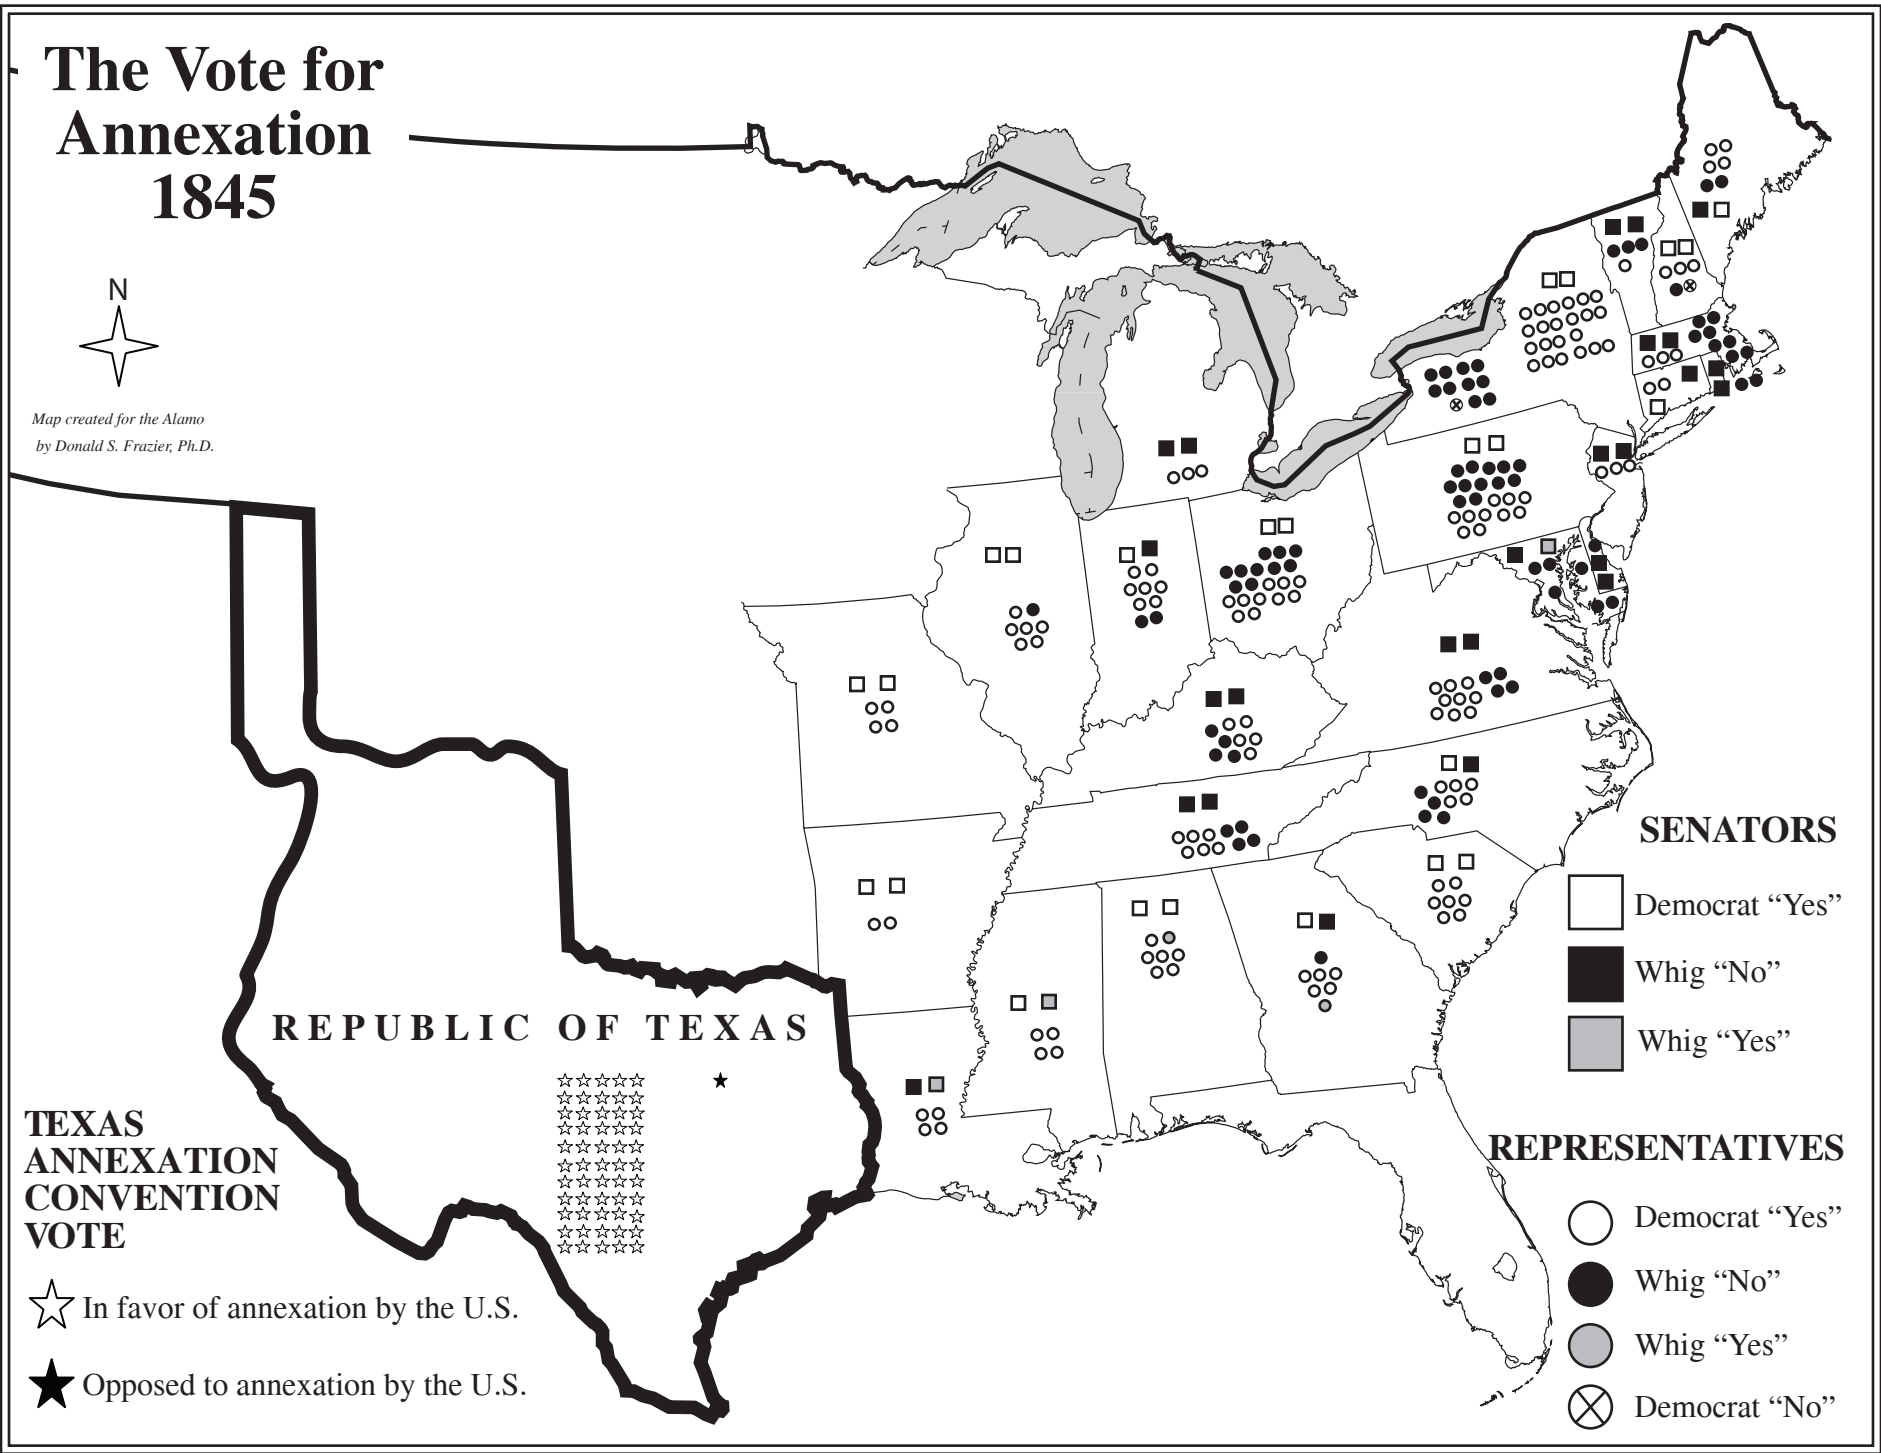 The Vote for
Annexation
1845
N
Map created for the Alamo
by Donald S. Frazier, Ph.D.
REPUBLIC OF TEXAS
TEXAS
ANNEXATION
CONVENTION
VOTE
In favor of annexation by the U.S.
Opposed to annexation by the U.S.
SENATORS
Democrat “Yes”
Whig “No”
Whig “Yes”
REPRESENTATIVES
Democrat “Yes”
Whig “No”
Whig “Yes”
Democrat “No”